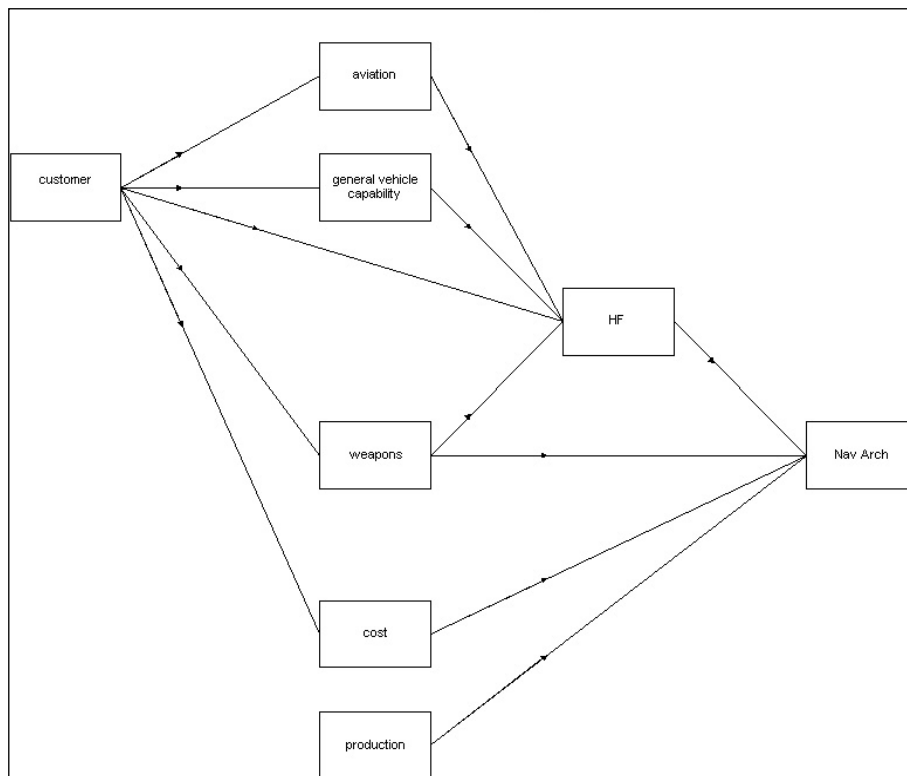 aviation
customer
general vehicle
capability
HF
weapons
Nav Arch
cost
production